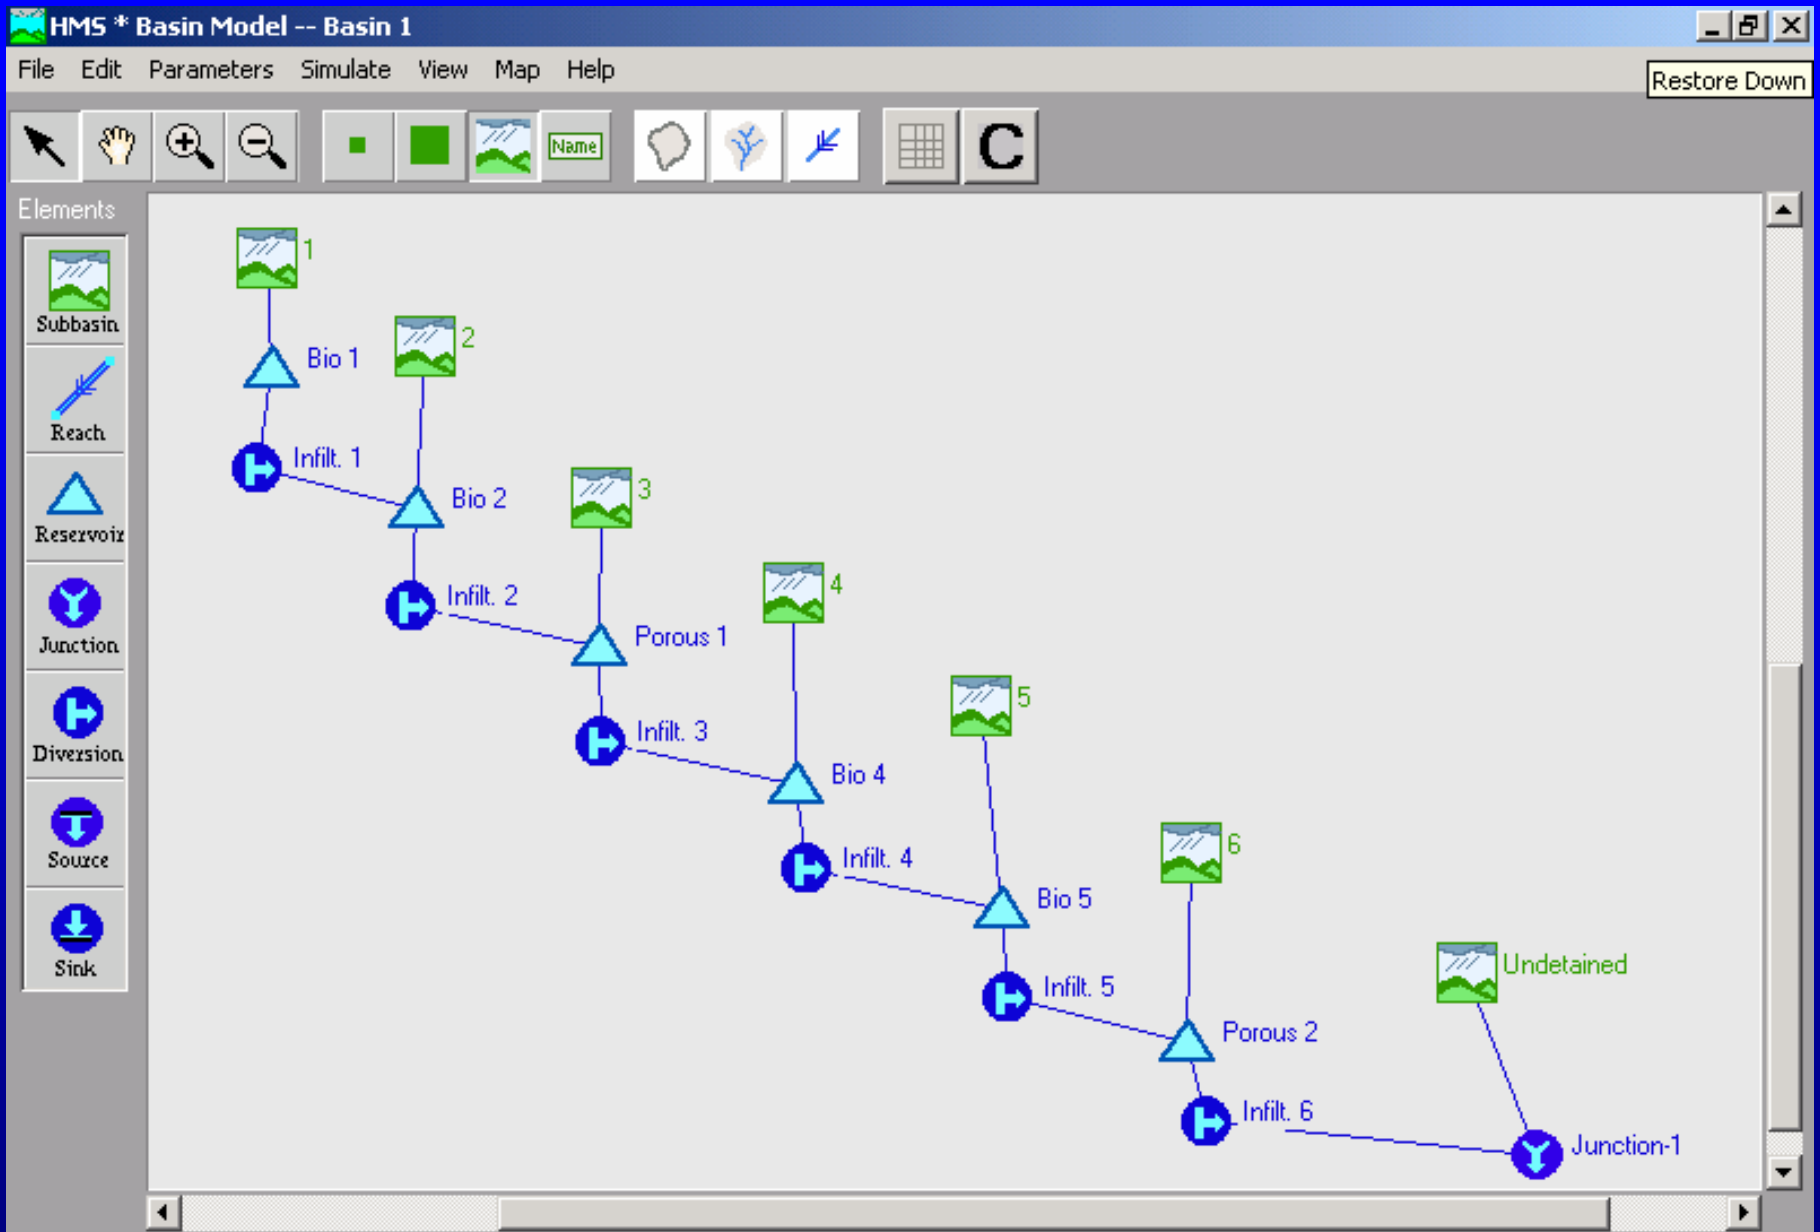 HMS * Basin Model -- Basin 1
File Edit Parameters Simulate View Map Help
Restore Down
Name
C
Elements
Subbasin
Reach
Reservoir
Junction
Diversion
Source
Sink
1
Bio 1
2
Infilt. 1
Bio 2
3
Infilt. 2
Porous 1
4
Infilt. 3
Bio 4
5
Infilt. 4
Bio 5
6
Infilt. 5
Porous 2
Undetained
Infilt. 6
Junction-1